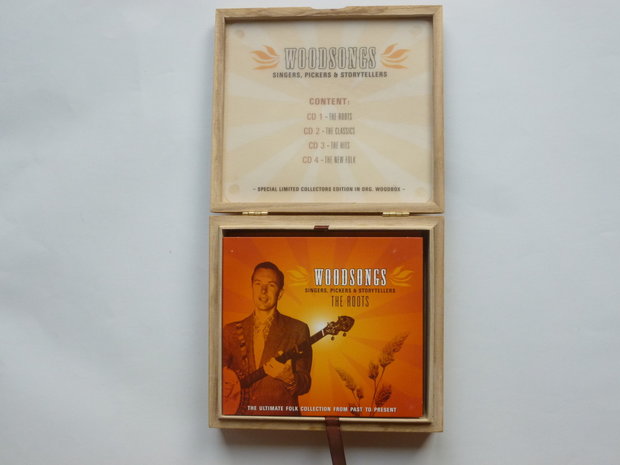 WOODSONGS
SINGERS, PICKERS & STORYTELLERS
CONTENT:
CD 1 - THE ROOTS
CD 2 - THE CLASSICS
CD 3 - THE HITS
CD 4 - THE NEW FOLK
- SPECIAL LIMITED COLLECTORS EDITION IN ORG. WOODBOX -
WOODSONGS
SINGERS, PICKERS & STORYTELLERS
THE ROOTS
THE ULTIMATE FOLK COLLECTION FROM PAST TO PRESENT